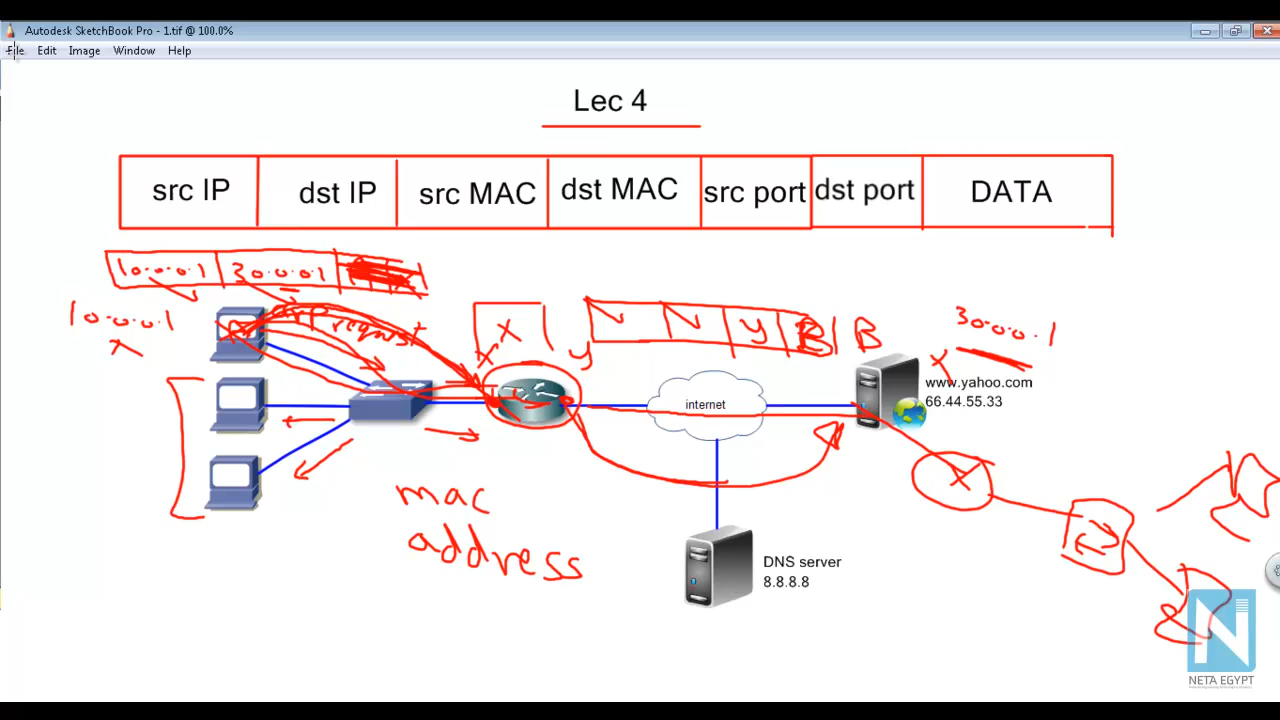 Autodesk SketchBook Pro - 1.tif @ 100.0%
File Edit Image Window Help
Lec 4
src IP dst IP src MAC dst MAC src port dst port DATA
10.0.0.1 30.0.0.1
10.0.0.1
arp request
X
X
Y
Y B
B
30.0.0.1
www.yahoo.com
66.44.55.33
internet
mac
address
DNS server
8.8.8.8
N
NETA EGYPT